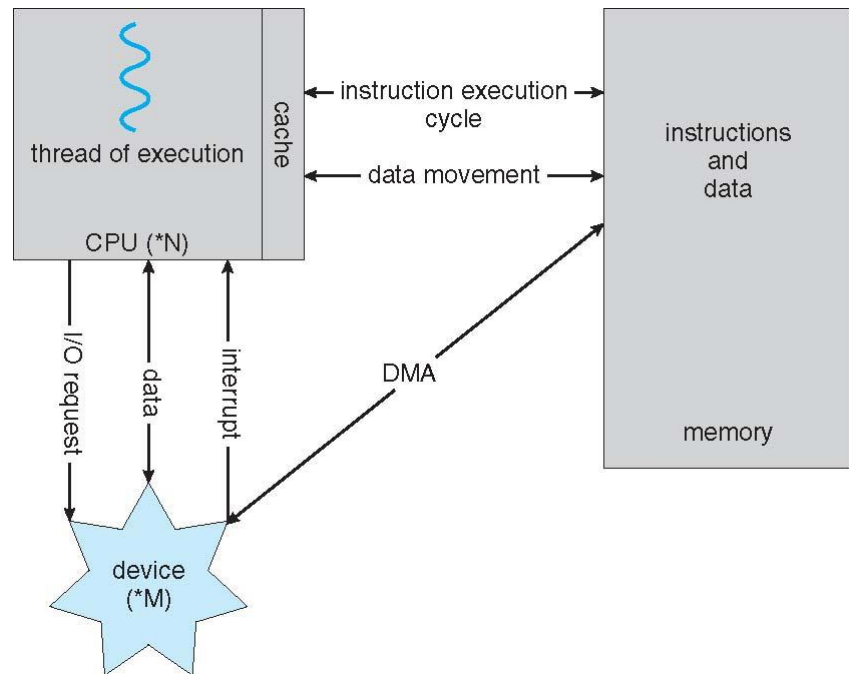 thread of execution
cache
CPU (*N)
instruction execution
cycle
data movement
instructions
and
data
memory
I/O request
data
interrupt
DMA
device
(*M)